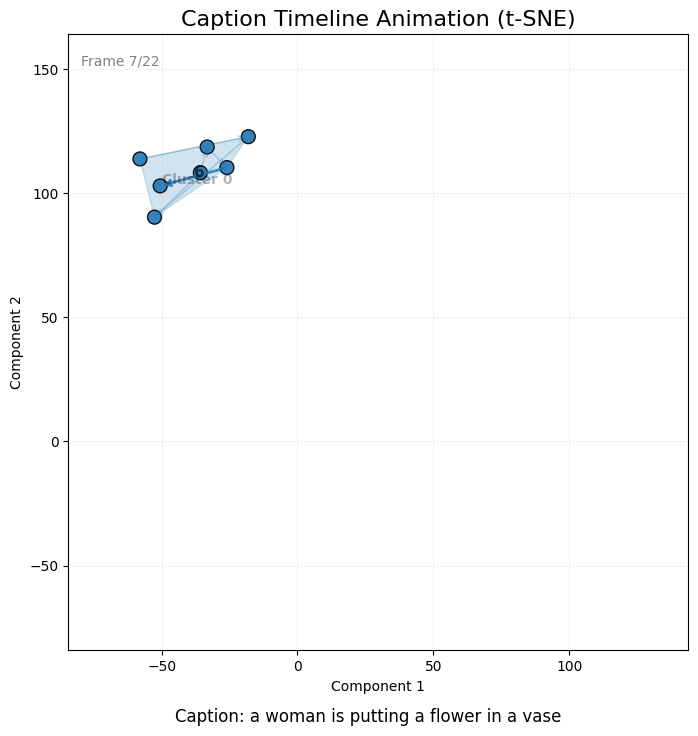 Caption Timeline Animation (t-SNE)
Frame 7/22
150
100
50
0
−50
Cluster 0
−50
0
50
100
Component 1
Component 2
Caption: a woman is putting a flower in a vase